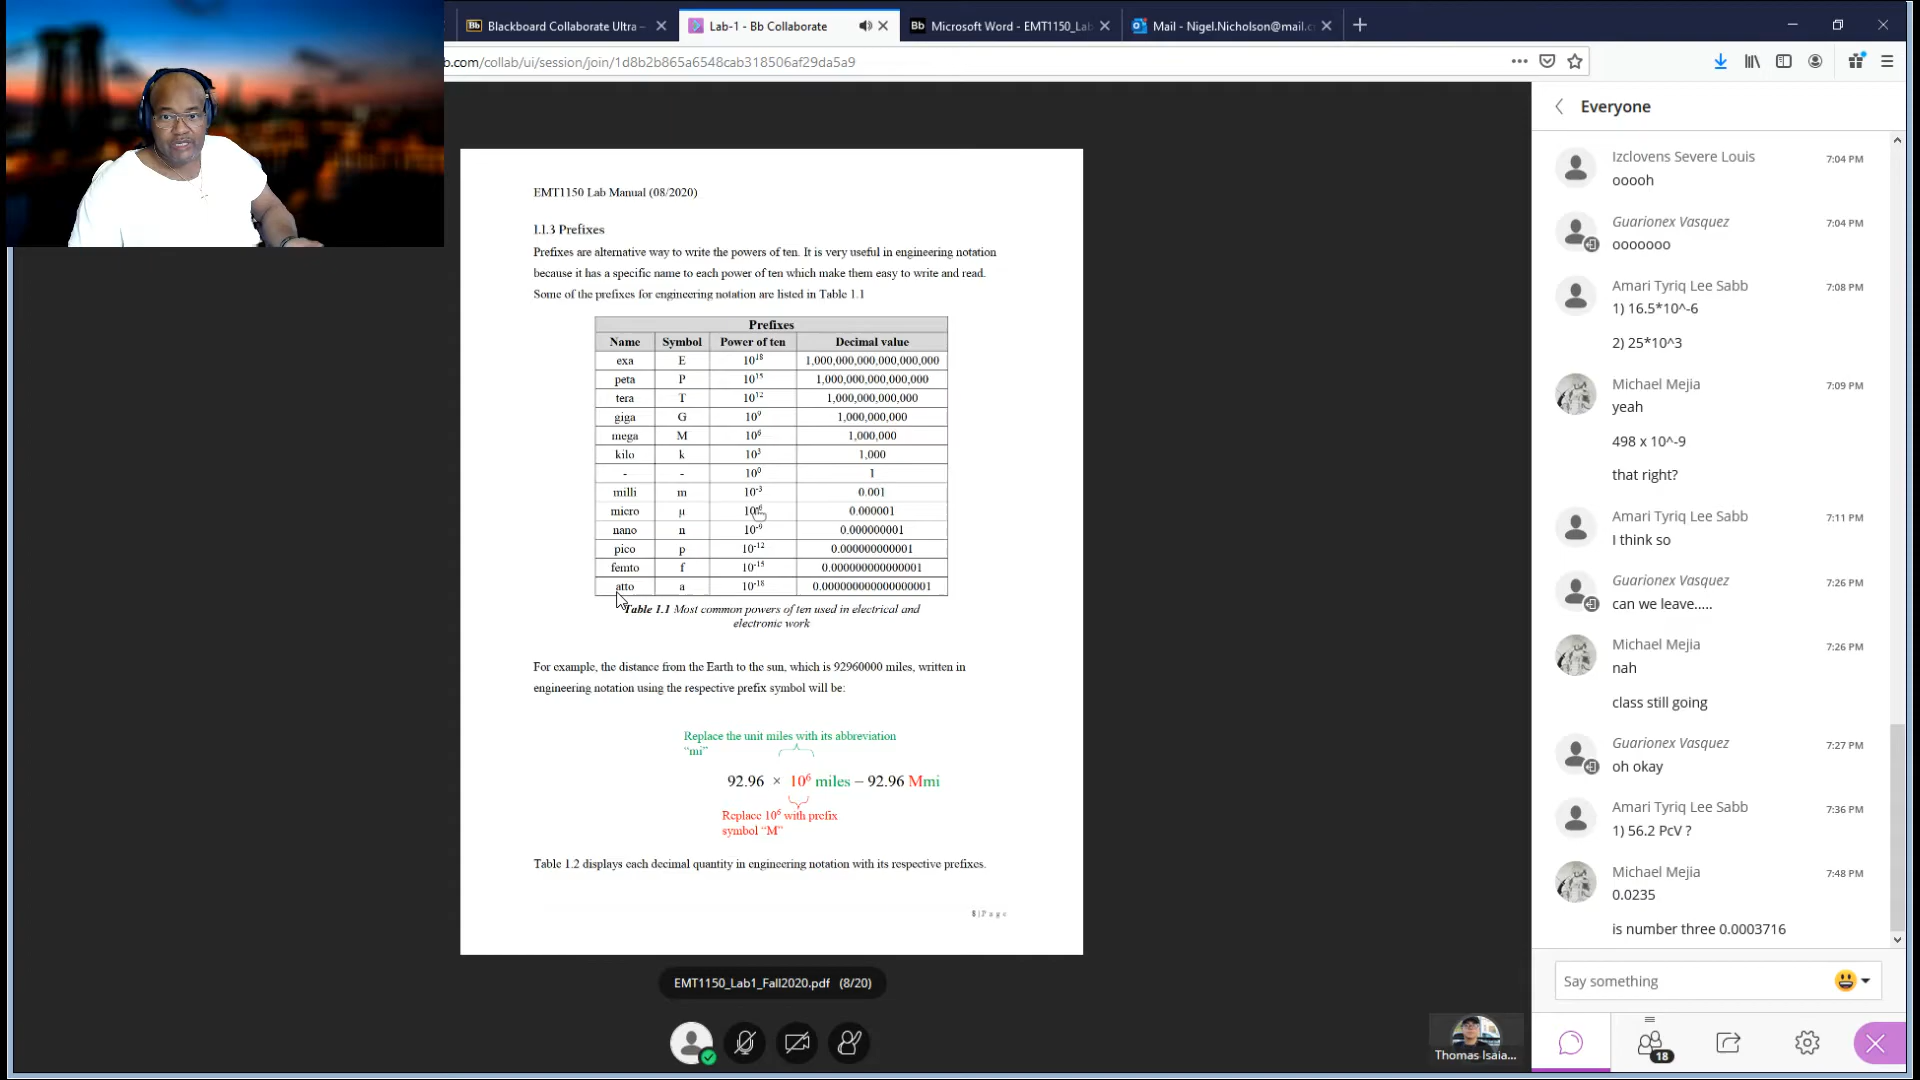 Blackboard Collaborate Ultra –
Lab-1 - Bb Collaborate
Microsoft Word - EMT1150_Lab
Mail - Nigel.Nicholson@mail.c
b.com/collab/ui/session/join/1d8b2b865a6548cab318506af29da5a9
EMT1150 Lab Manual (08/2020)
1.1.3 Prefixes
Prefixes are alternative way to write the powers of ten. It is very useful in engineering notation
because it has a specific name to each power of ten which make them easy to write and read.
Some of the prefixes for engineering notation are listed in Table 1.1
Prefixes
Name Symbol Power of ten Decimal value
exa E 10^18 1,000,000,000,000,000,000
peta P 10^15 1,000,000,000,000,000
tera T 10^12 1,000,000,000,000
giga G 10^9 1,000,000,000
mega M 10^6 1,000,000
kilo k 10^3 1,000
- - 10^0 1
milli m 10^-3 0.001
micro μ 10^-6 0.000001
nano n 10^-9 0.000000001
pico p 10^-12 0.000000000001
femto f 10^-15 0.000000000000001
atto a 10^-18 0.000000000000000001
Table 1.1 Most common powers of ten used in electrical and
electronic work
For example, the distance from the Earth to the sun, which is 92960000 miles, written in
engineering notation using the respective prefix symbol will be:
Replace the unit miles with its abbreviation
“mi”
92.96 × 10^6 miles – 92.96 Mmi
Replace 10^6 with prefix
symbol “M”
Table 1.2 displays each decimal quantity in engineering notation with its respective prefixes.
8 | P a g e
EMT1150_Lab1_Fall2020.pdf (8/20)
Thomas Isaia...
Everyone
Izclovens Severe Louis 7:04 PM
ooooh
Guarionex Vasquez 7:04 PM
ooooooo
Amari Tyriq Lee Sabb 7:08 PM
1) 16.5*10^-6
2) 25*10^3
Michael Mejia 7:09 PM
yeah
498 x 10^-9
that right?
Amari Tyriq Lee Sabb 7:11 PM
I think so
Guarionex Vasquez 7:26 PM
can we leave.....
Michael Mejia 7:26 PM
nah
class still going
Guarionex Vasquez 7:27 PM
oh okay
Amari Tyriq Lee Sabb 7:36 PM
1) 56.2 PcV ?
Michael Mejia 7:48 PM
0.0235
is number three 0.0003716
Say something
18